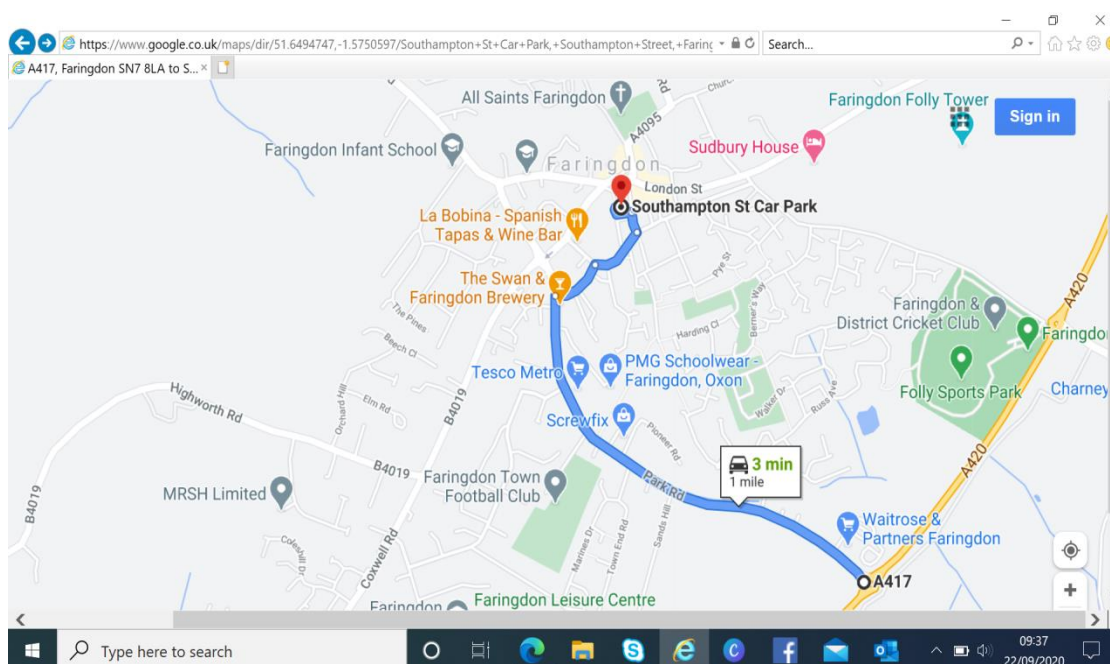 https://www.google.co.uk/maps/dir/51.6494747,-1.5750597/Southampton+St+Car+Park,+Southampton+Street,+Faring
Search...
A417, Faringdon SN7 8LA to S...
Sign in
All Saints Faringdon
Church
A4095
Faringdon Folly Tower
Faringdon Infant School
Faringdon
Sudbury House
London St
Southampton St Car Park
La Bobina - Spanish
Tapas & Wine Bar
Pye St
The Swan &
Faringdon Brewery
Berner's Way
A420
The Pines
Faringdon &
District Cricket Club
Harding Cl
Faringdo
Beech Cl
Tesco Metro
PMG Schoolwear -
Faringdon, Oxon
Folly Sports Park
Charney
Highworth Rd
Orchard Hill
Elm Rd
B4019
Walker Dr
Russ Ave
Screwfix
Pioneer Rd
A420
B4019
3 min
1 mile
Faringdon Town
Football Club
Park Rd
MRSH Limited
B4019
Waitrose &
Partners Faringdon
Coxwell Rd
Coleshill Dr
Marines Dr
Town End Rd
Sands Hill
A417
Faringdon
Faringdon Leisure Centre
Type here to search
09:37
22/09/2020